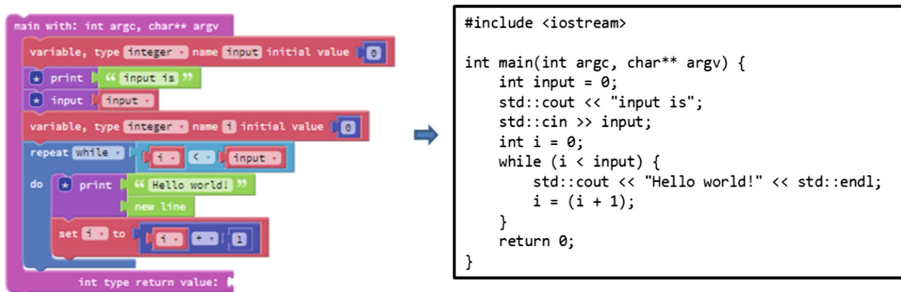 main with: int argc, char** argv
variable, type integer name input initial value 0
print “ input is ”
input input
variable, type integer name i initial value 0
repeat while i < input
do print “ Hello world! ”
new line
set i to i + 1
int type return value:
#include <iostream>
int main(int argc, char** argv) {
int input = 0;
std::cout << "input is";
std::cin >> input;
int i = 0;
while (i < input) {
std::cout << "Hello world!" << std::endl;
i = (i + 1);
}
return 0;
}